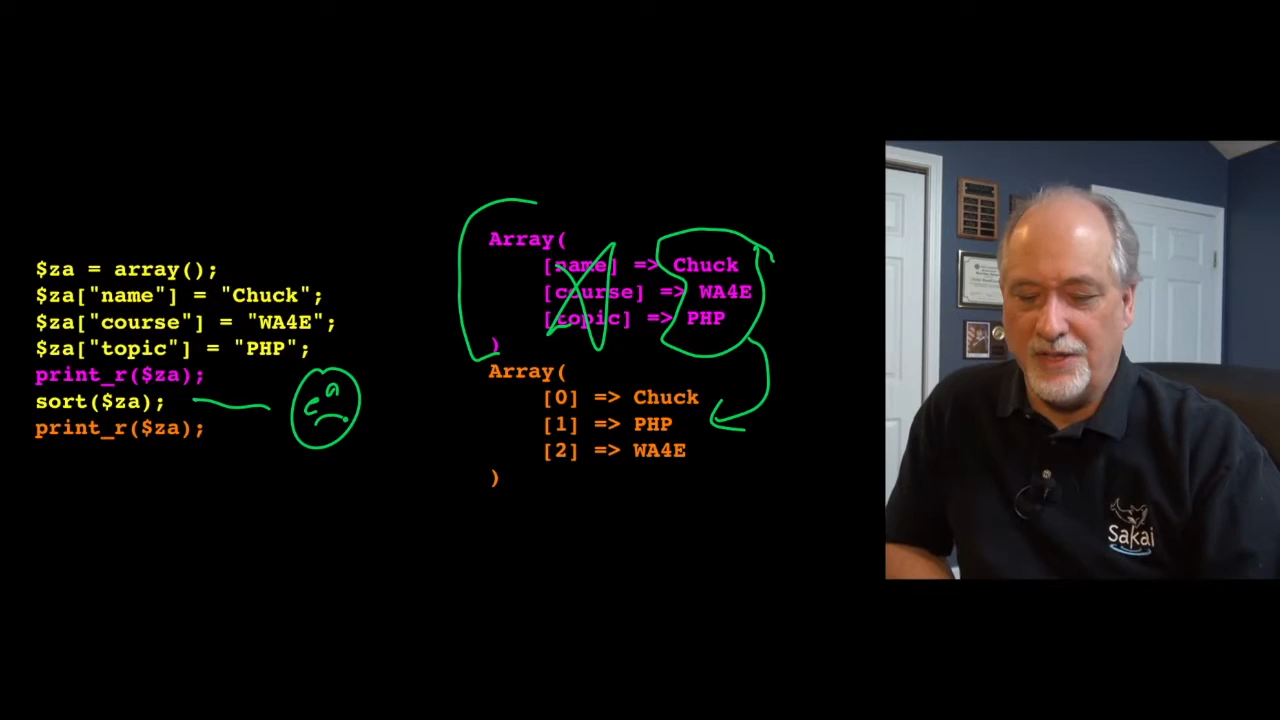 $za = array();
$za["name"] = "Chuck";
$za["course"] = "WA4E";
$za["topic"] = "PHP";
print_r($za);
sort($za);
print_r($za);
Array(
[name] => Chuck
[course] => WA4E
[topic] => PHP
)
Array(
[0] => Chuck
[1] => PHP
[2] => WA4E
)
Sakai